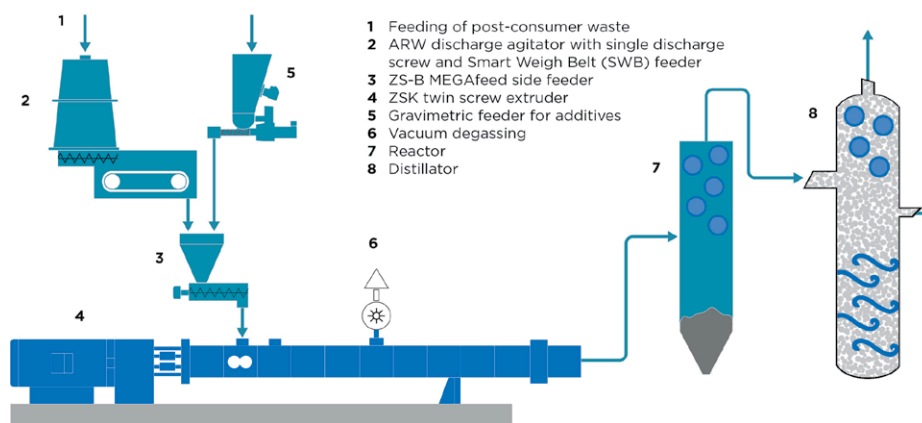 1 Feeding of post-consumer waste
2 ARW discharge agitator with single discharge
screw and Smart Weigh Belt (SWB) feeder
3 ZS-B MEGAfeed side feeder
4 ZSK twin screw extruder
5 Gravimetric feeder for additives
6 Vacuum degassing
7 Reactor
8 Distillator
1
2
5
3
6
4
7
8